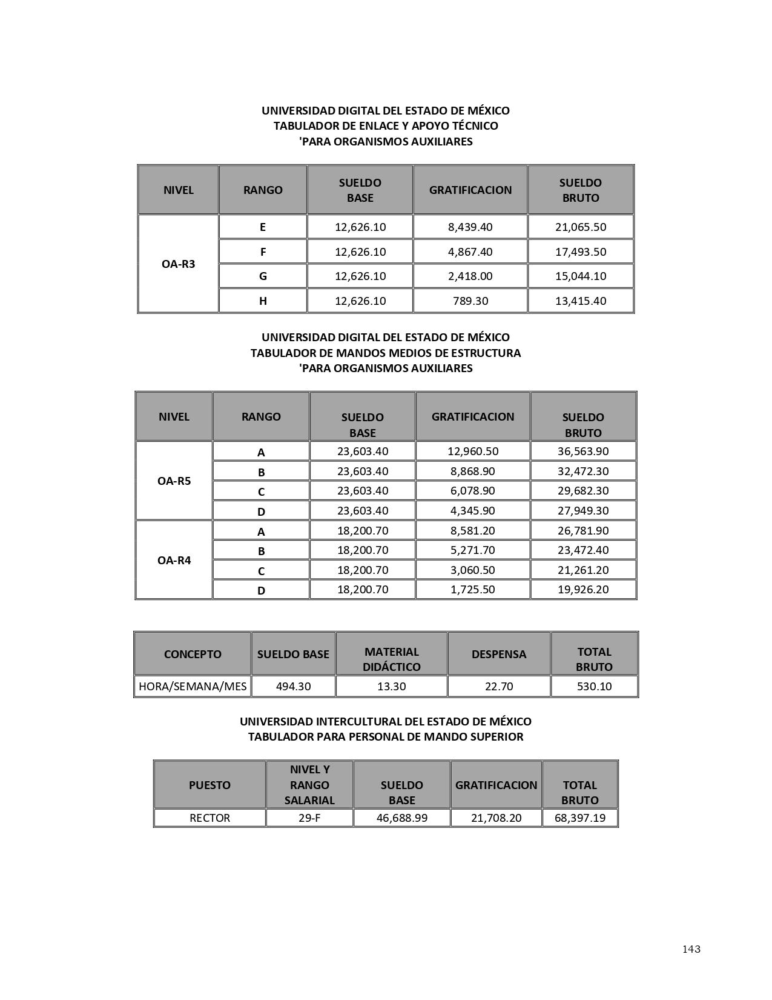 UNIVERSIDAD DIGITAL DEL ESTADO DE MÉXICO
TABULADOR DE ENLACE Y APOYO TÉCNICO
'PARA ORGANISMOS AUXILIARES
NIVEL RANGO SUELDO BASE GRATIFICACION SUELDO BRUTO
OA-R3
E 12,626.10 8,439.40 21,065.50
F 12,626.10 4,867.40 17,493.50
G 12,626.10 2,418.00 15,044.10
H 12,626.10 789.30 13,415.40
UNIVERSIDAD DIGITAL DEL ESTADO DE MÉXICO
TABULADOR DE MANDOS MEDIOS DE ESTRUCTURA
'PARA ORGANISMOS AUXILIARES
NIVEL RANGO SUELDO BASE GRATIFICACION SUELDO BRUTO
OA-R5
A 23,603.40 12,960.50 36,563.90
B 23,603.40 8,868.90 32,472.30
C 23,603.40 6,078.90 29,682.30
D 23,603.40 4,345.90 27,949.30
OA-R4
A 18,200.70 8,581.20 26,781.90
B 18,200.70 5,271.70 23,472.40
C 18,200.70 3,060.50 21,261.20
D 18,200.70 1,725.50 19,926.20
CONCEPTO SUELDO BASE MATERIAL DIDÁCTICO DESPENSA TOTAL BRUTO
HORA/SEMANA/MES 494.30 13.30 22.70 530.10
UNIVERSIDAD INTERCULTURAL DEL ESTADO DE MÉXICO
TABULADOR PARA PERSONAL DE MANDO SUPERIOR
PUESTO NIVEL Y RANGO SALARIAL SUELDO BASE GRATIFICACION TOTAL BRUTO
RECTOR 29-F 46,688.99 21,708.20 68,397.19
143